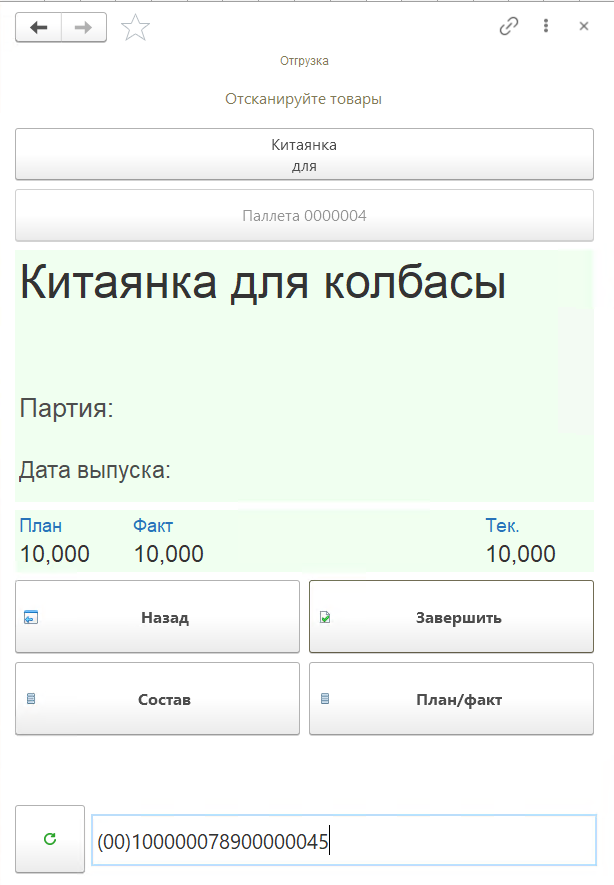 Отгрузка
Отсканируйте товары
Китаянка
для
Паллета 0000004
Китаянка для колбасы
Партия:
Дата выпуска:
План Факт Тек.
10,000 10,000 10,000
Назад Завершить
Состав План/факт
(00)100000078900000045